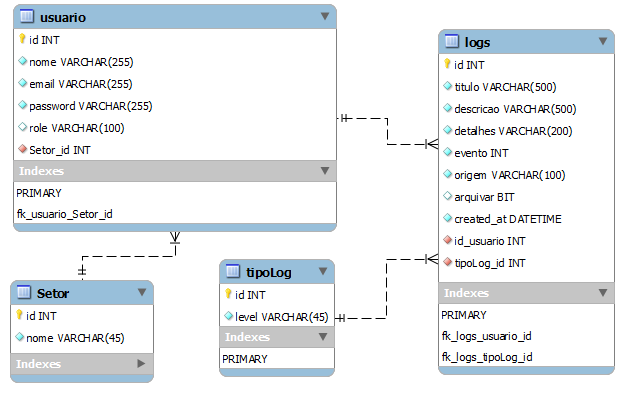 usuario
id INT
nome VARCHAR(255)
email VARCHAR(255)
password VARCHAR(255)
role VARCHAR(100)
Setor_id INT
Indexes
PRIMARY
fk_usuario_Setor_id
logs
id INT
titulo VARCHAR(500)
descricao VARCHAR(500)
detalhes VARCHAR(200)
evento INT
origem VARCHAR(100)
arquivar BIT
created_at DATETIME
id_usuario INT
tipoLog_id INT
Indexes
PRIMARY
fk_logs_usuario_id
fk_logs_tipoLog_id
Setor
id INT
nome VARCHAR(45)
Indexes
tipoLog
id INT
level VARCHAR(45)
Indexes
PRIMARY